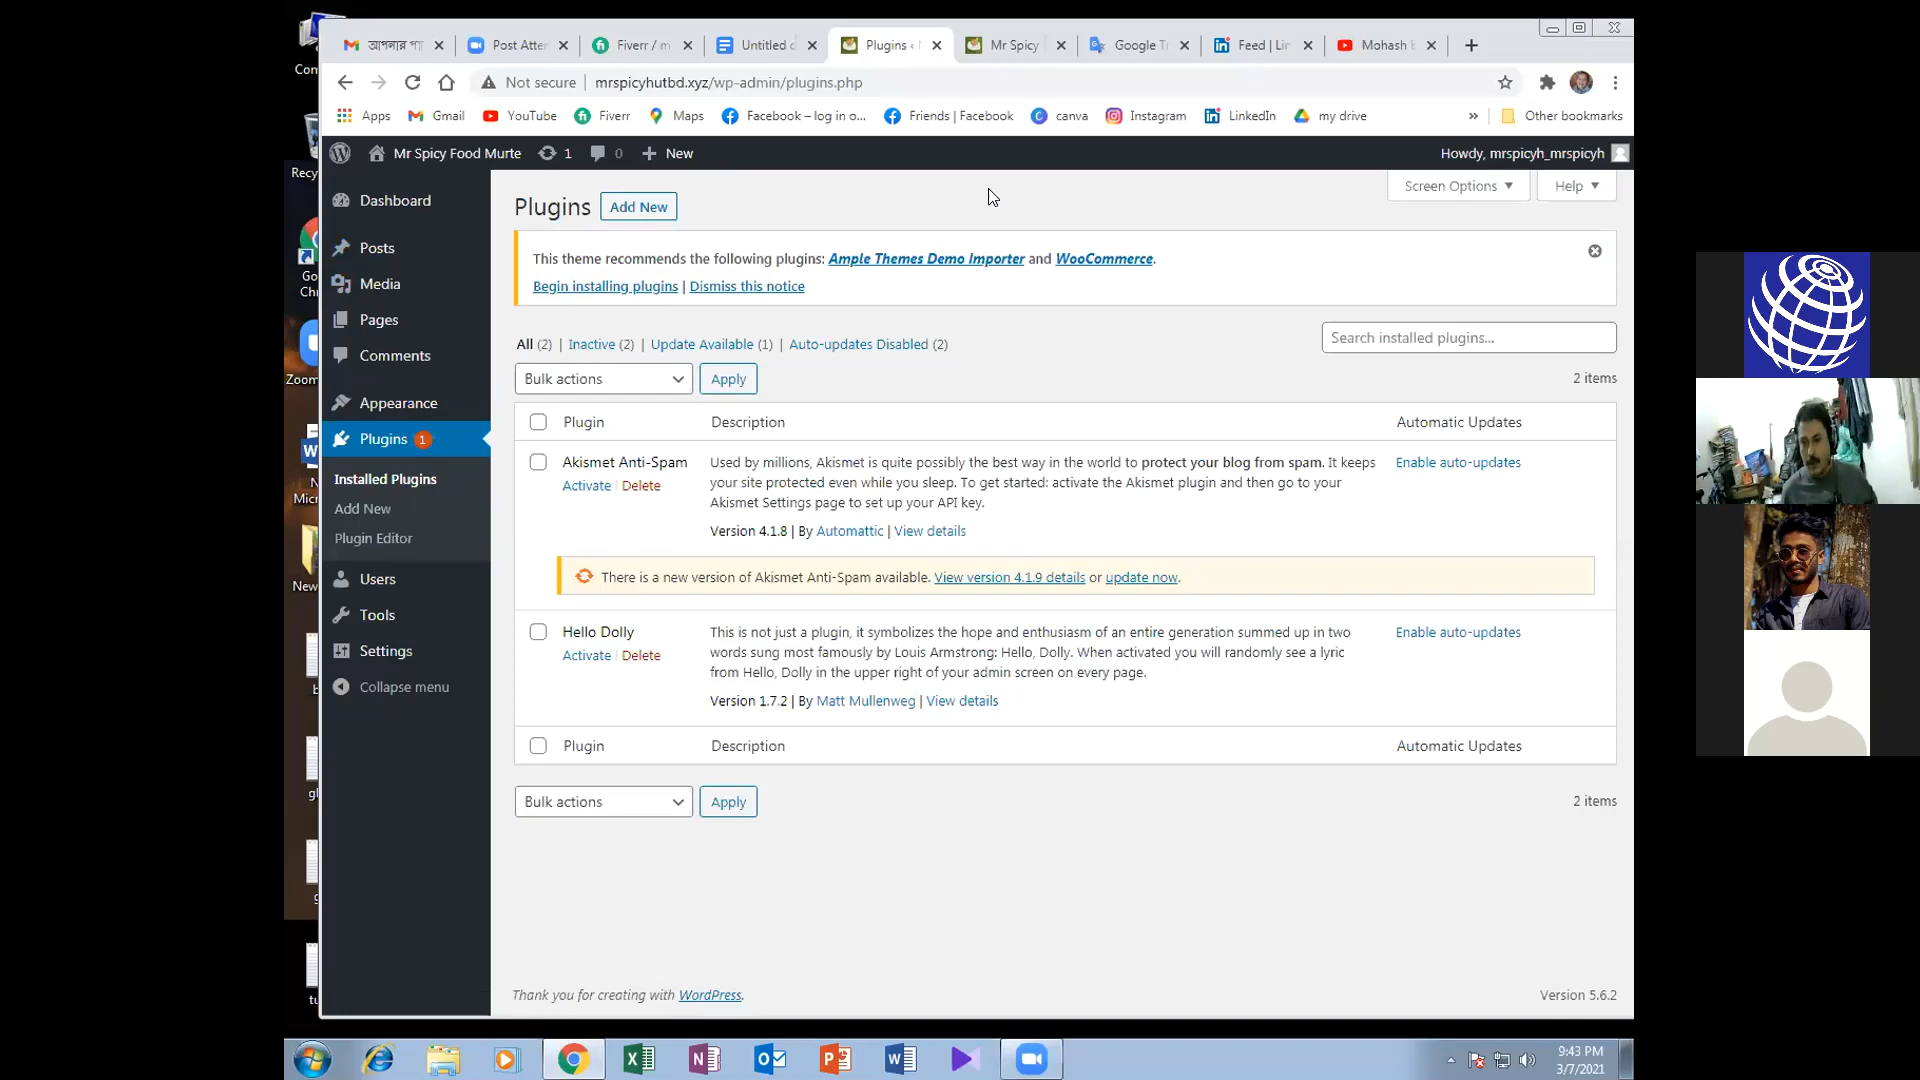 আপনার পা
Post Atter
Fiverr / m
Untitled d
Plugins ‹
Mr Spicy
Google Tr
Feed | Lin
Mohash
Not secure
mrspicyhutbd.xyz/wp-admin/plugins.php
Apps
Gmail
YouTube
Fiverr
Maps
Facebook – log in o...
Friends | Facebook
canva
Instagram
LinkedIn
my drive
»
Other bookmarks
Mr Spicy Food Murte
1
0
New
Howdy, mrspicyh_mrspicyh
Dashboard
Posts
Media
Pages
Comments
Appearance
Plugins 1
Installed Plugins
Add New
Plugin Editor
Users
Tools
Settings
Collapse menu
Screen Options
Help
Plugins
Add New
This theme recommends the following plugins: Ample Themes Demo Importer and WooCommerce.
Begin installing plugins | Dismiss this notice
All (2) | Inactive (2) | Update Available (1) | Auto-updates Disabled (2)
Search installed plugins...
Bulk actions
Apply
2 items
Plugin
Description
Automatic Updates
Akismet Anti-Spam
Activate | Delete
Used by millions, Akismet is quite possibly the best way in the world to protect your blog from spam. It keeps
your site protected even while you sleep. To get started: activate the Akismet plugin and then go to your
Akismet Settings page to set up your API key.
Version 4.1.8 | By Automattic | View details
Enable auto-updates
There is a new version of Akismet Anti-Spam available. View version 4.1.9 details or update now.
Hello Dolly
Activate | Delete
This is not just a plugin, it symbolizes the hope and enthusiasm of an entire generation summed up in two
words sung most famously by Louis Armstrong: Hello, Dolly. When activated you will randomly see a lyric
from Hello, Dolly in the upper right of your admin screen on every page.
Version 1.7.2 | By Matt Mullenweg | View details
Enable auto-updates
Plugin
Description
Automatic Updates
Bulk actions
Apply
2 items
Thank you for creating with WordPress.
Version 5.6.2
Com
Recy
Go
Chr
Zoom
Micr
New
9:43 PM
3/7/2021